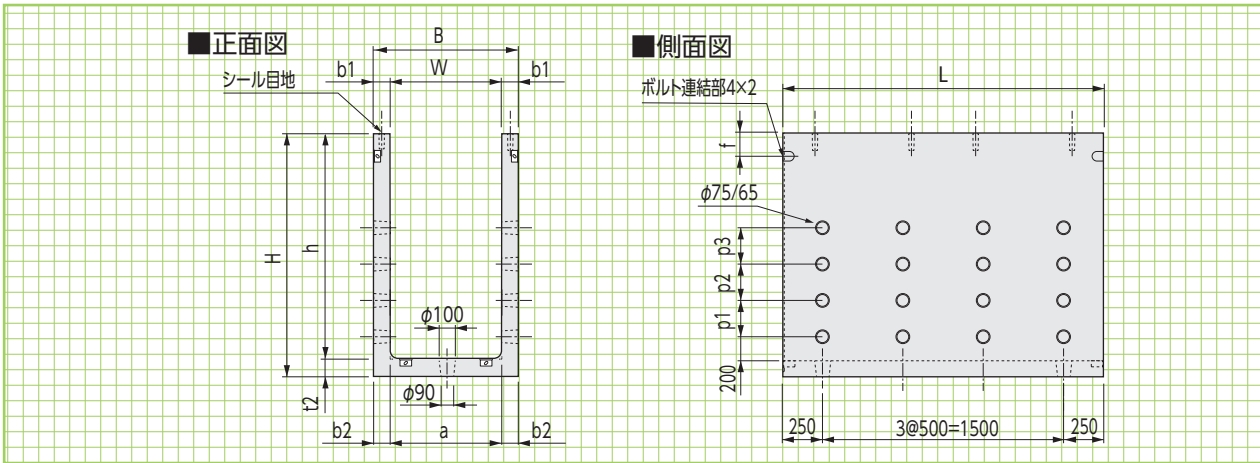 ■正面図
シール目地
B
b1
W
b1
H
h
φ100
φ90
t2
b2
a
b2
■側面図
ボルト連結部4×2
L
f
φ75/65
p3
p2
p1
200
250
3@500=1500
250